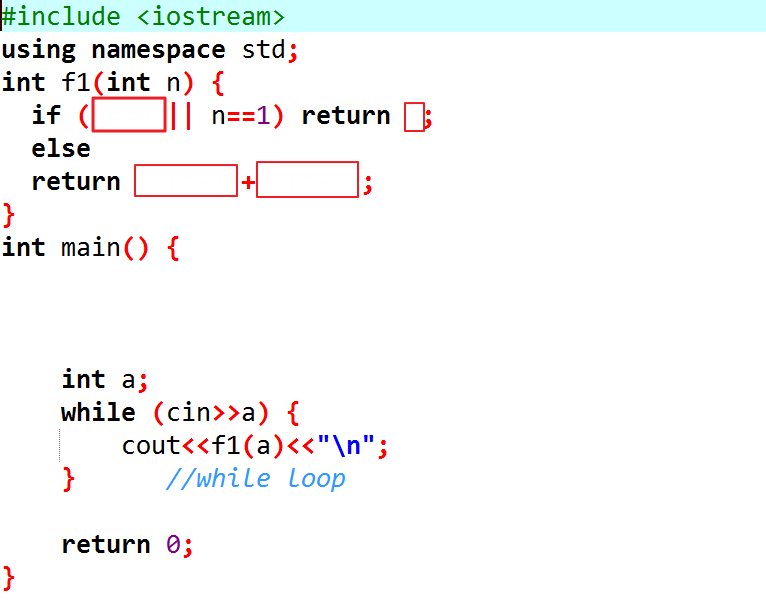 #include <iostream>
using namespace std;
int f1(int n) {
if ( || n==1) return ;
else
return + ;
}
int main() {
int a;
while (cin>>a) {
cout<<f1(a)<<"\n";
} //while loop
return 0;
}